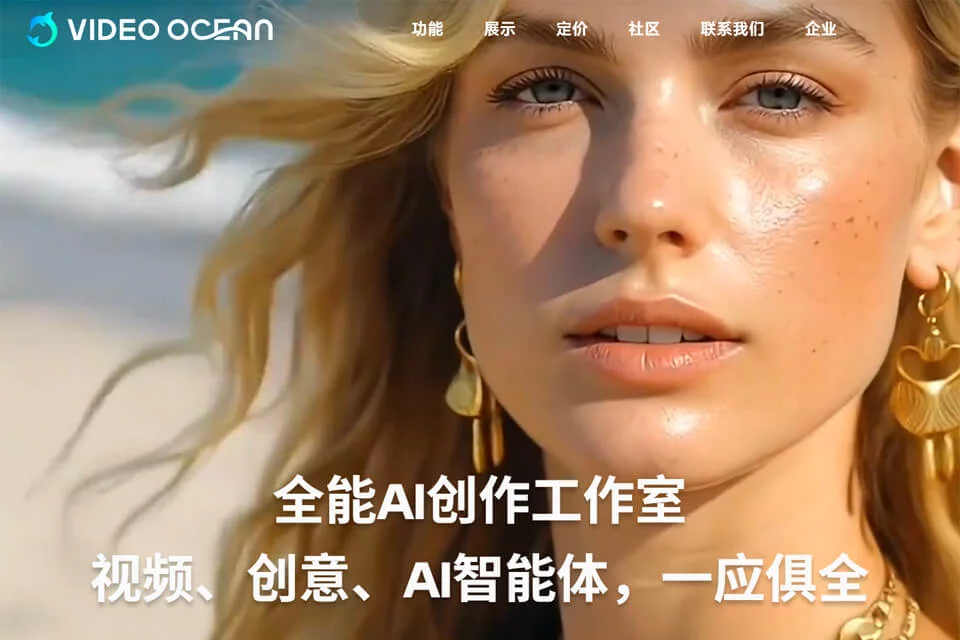 VIDEO OCEAN
功能 展示 定价 社区 联系我们 企业
全能AI创作工作室
视频、创意、AI智能体，一应俱全